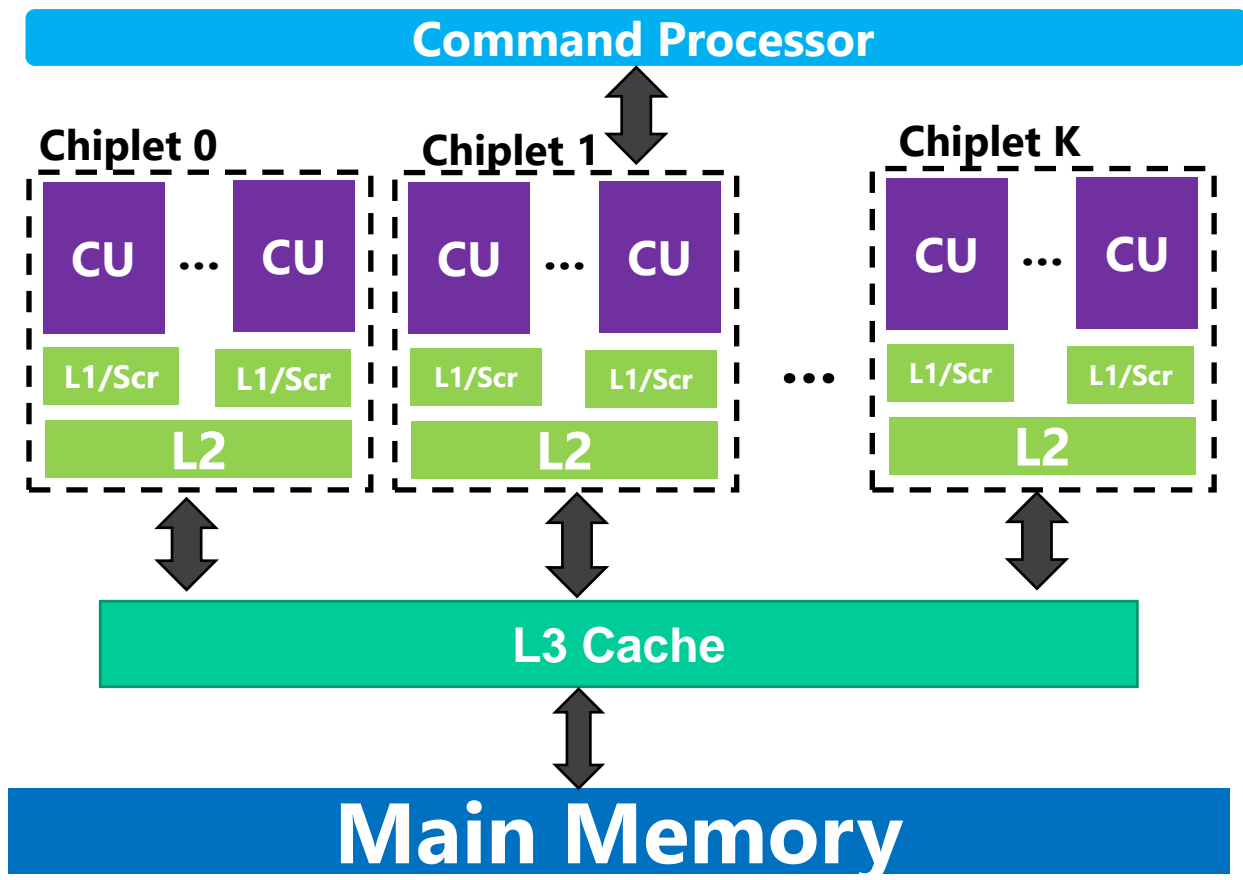 Command Processor
Chiplet 0
Chiplet 1
Chiplet K
CU ... CU
CU ... CU
CU ... CU
L1/Scr L1/Scr
L1/Scr L1/Scr
...
L1/Scr L1/Scr
L2
L2
L2
L3 Cache
Main Memory